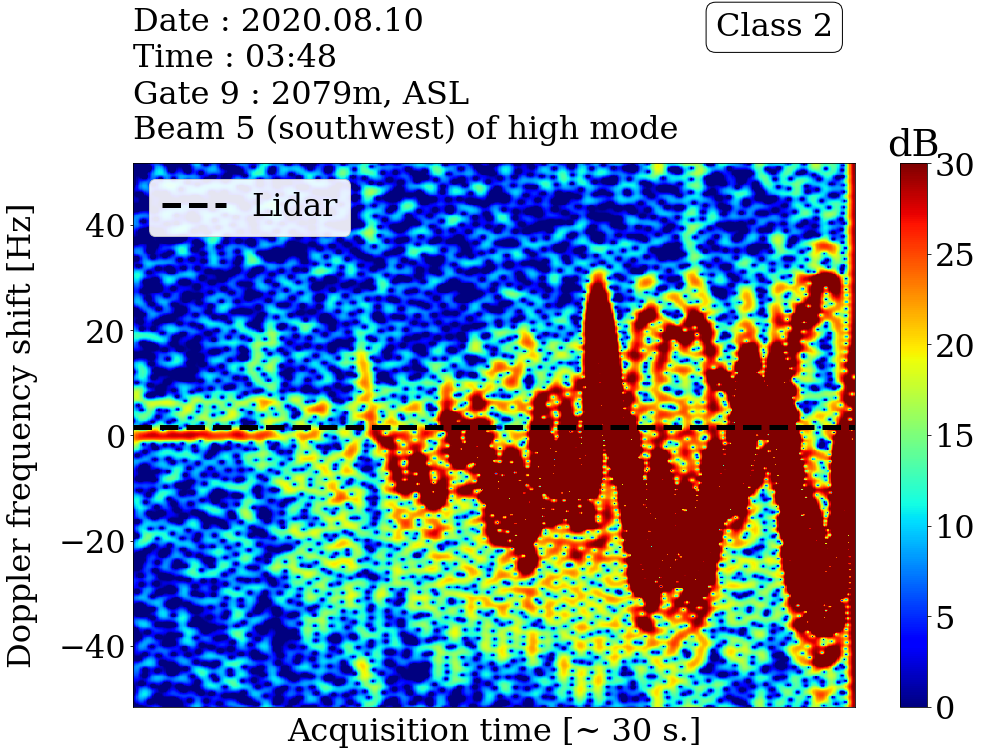 Date : 2020.08.10
Time : 03:48
Gate 9 : 2079m, ASL
Beam 5 (southwest) of high mode
Class 2
dB
Lidar
Doppler frequency shift [Hz]
40
20
0
−20
−40
30
25
20
15
10
5
0
Acquisition time [~ 30 s.]